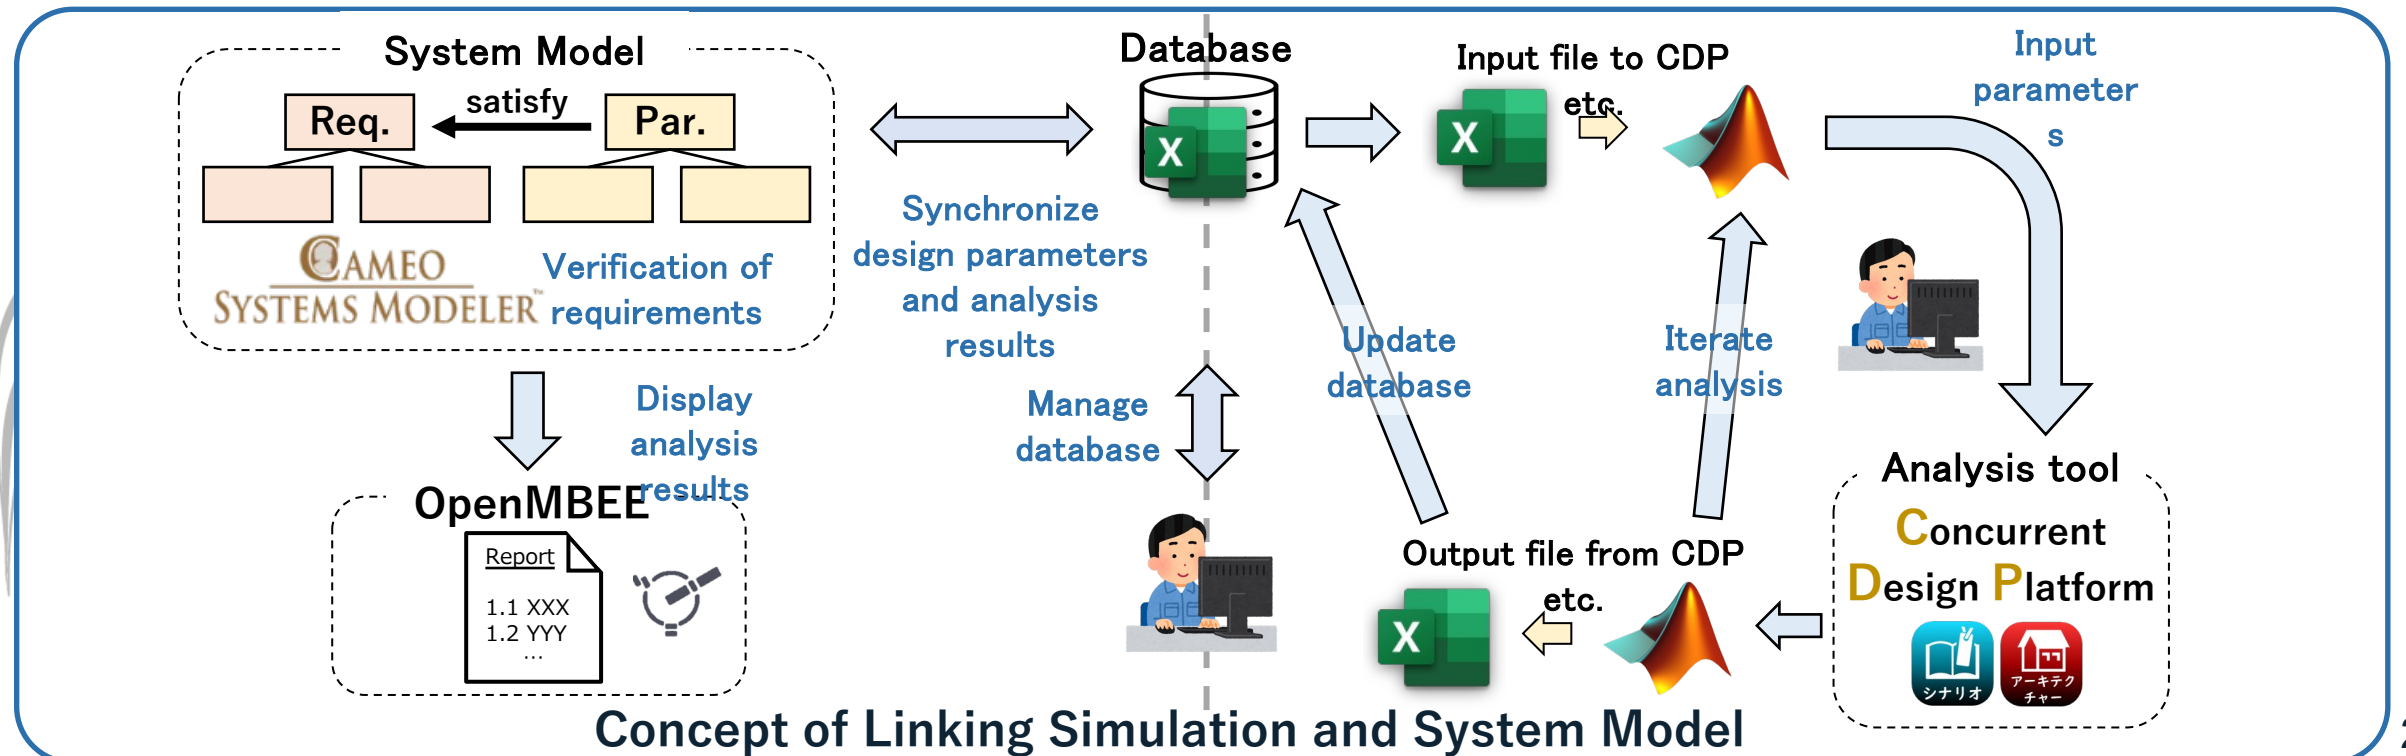 System Model
Req.
satisfy
Par.
CAMEO
SYSTEMS MODELER™
Verification of
requirements
Display
analysis
results
OpenMBEE
Report
1.1 XXX
1.2 YYY
...
Synchronize
design parameters
and analysis
results
Database
X
Manage
database
Input file to CDP
etc.
X
Input
parameter
s
Update
database
Iterate
analysis
Output file from CDP
etc.
X
Analysis tool
Concurrent
Design Platform
シナリオ
アーキテク
チャー
Concept of Linking Simulation and System Model